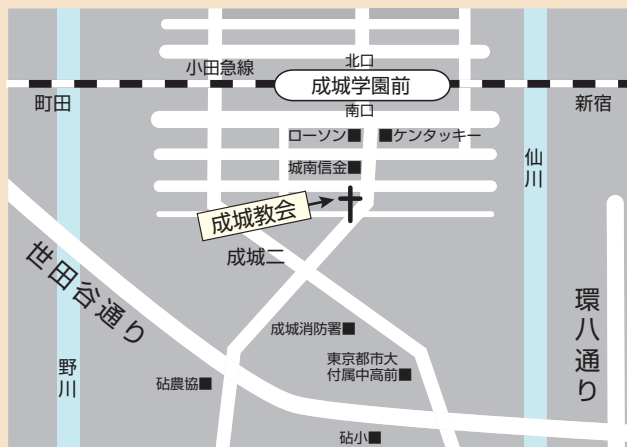 北口
小田急線
成城学園前
町田
新宿
南口
ローソン■
■ケンタッキー
城南信金■
仙川
成城教会
成城二
世田谷通り
環八通り
成城消防署■
東京都市大
付属中高前■
野川
砧農協■
砧小■